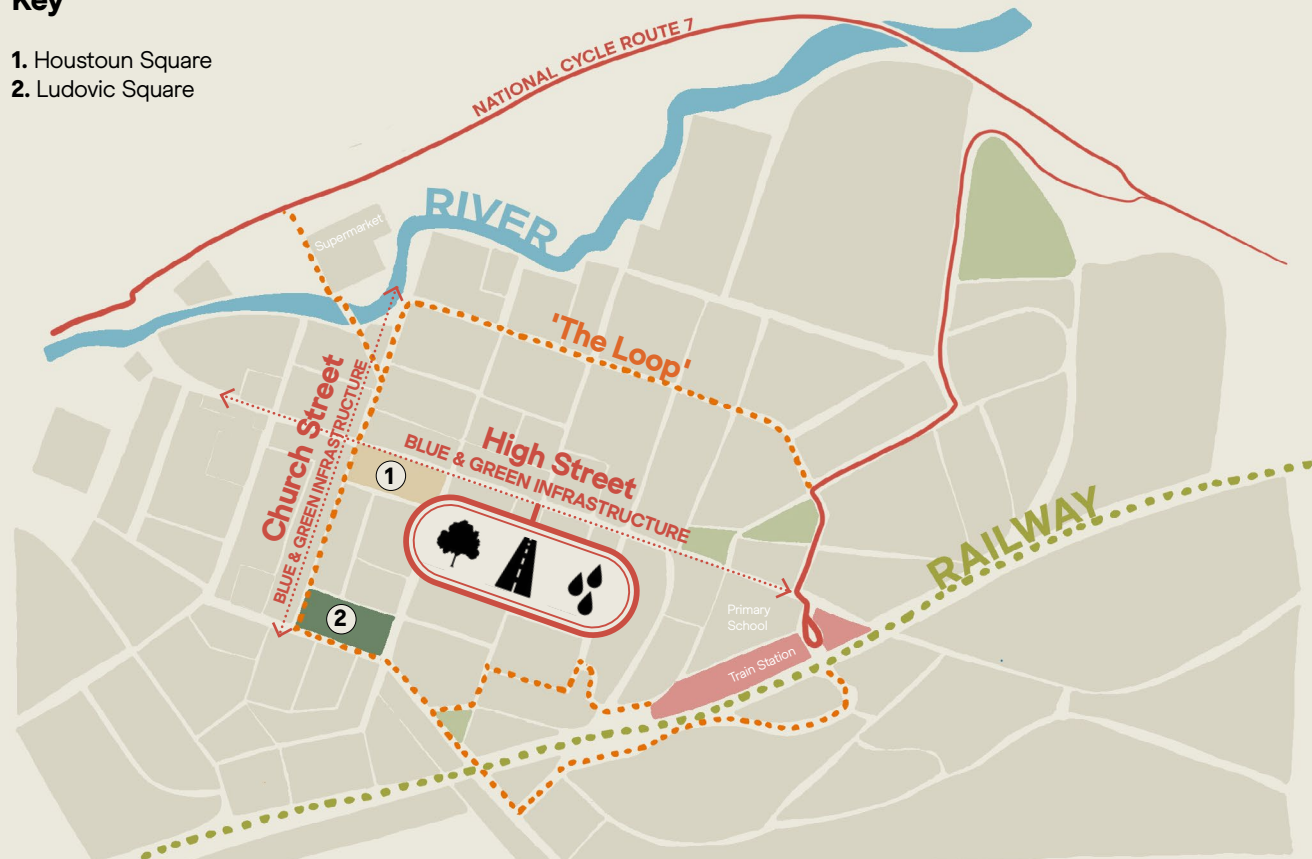 Key
1. Houstoun Square
2. Ludovic Square
NATIONAL CYCLE ROUTE 7
RIVER
Supermarket
'The Loop'
Church Street
BLUE & GREEN INFRASTRUCTURE
High Street
BLUE & GREEN INFRASTRUCTURE
1
2
RAILWAY
Primary
School
Train Station